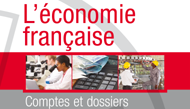 L'économie
française
Comptes et dossiers